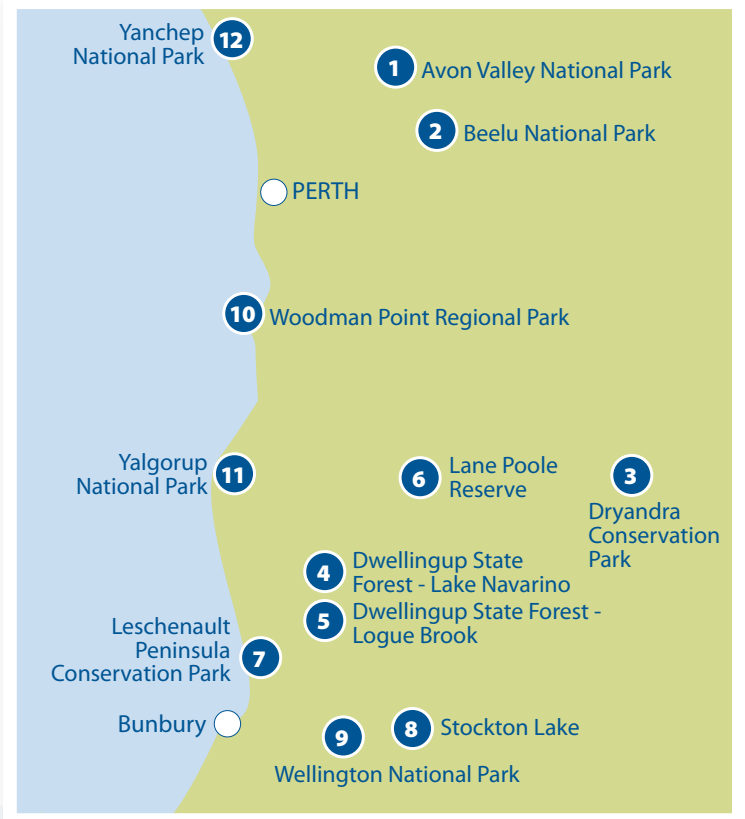 Yanchep
National Park
12
1
Avon Valley National Park
2
Beelu National Park
PERTH
10
Woodman Point Regional Park
Yalgorup
National Park
11
6
Lane Poole
Reserve
3
Dryandra
Conservation
Park
4
Dwellingup State
Forest - Lake Navarino
5
Dwellingup State Forest -
Logue Brook
Leschenault
Peninsula
Conservation Park
7
Bunbury
9
Wellington National Park
8
Stockton Lake